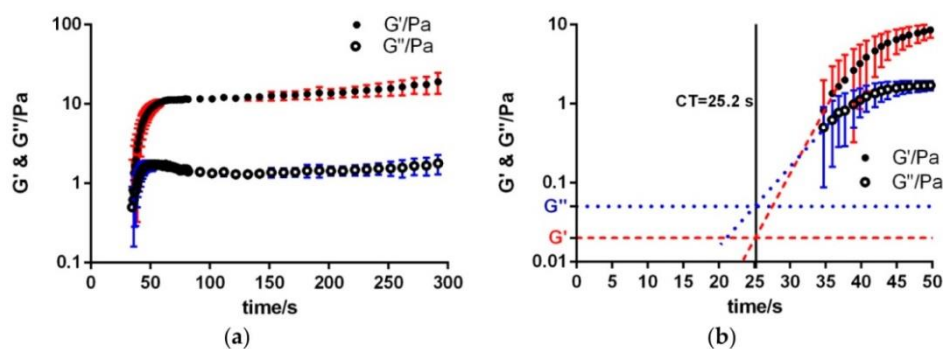 (a)
(b)
100
10
1
0.1
G' & G''/Pa
G'/Pa
G''/Pa
0 50 100 150 200 250 300
time/s
10
1
0.1
0.01
G' & G''/Pa
G''
G'
CT=25.2 s
G'/Pa
G''/Pa
0 5 10 15 20 25 30 35 40 45 50
time/s
(a)
(b)